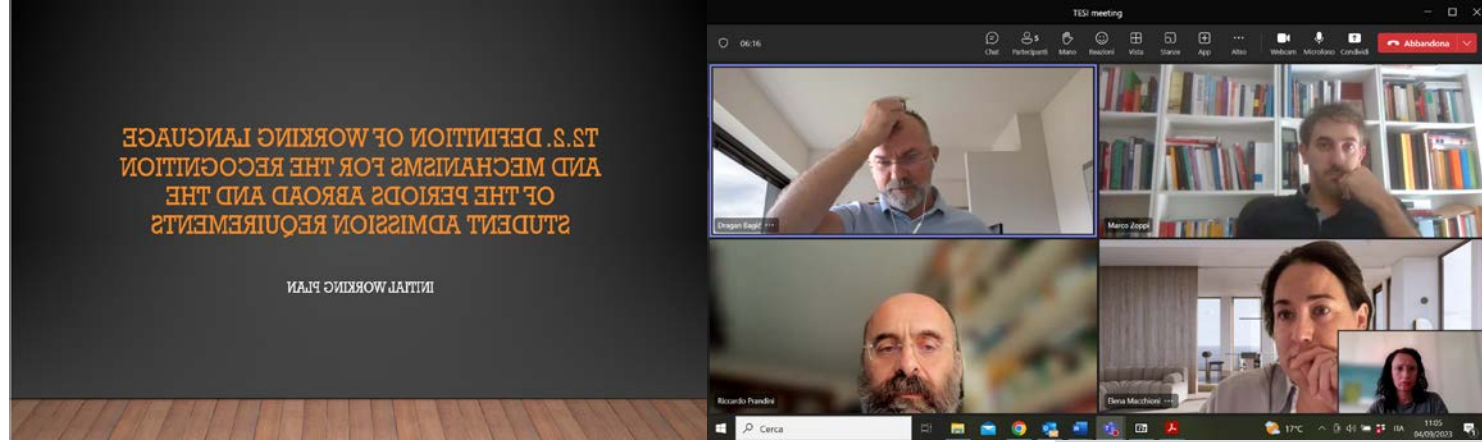 T2.2. DEFINITION OF WORKING LANGUAGE
AND MECHANISMS FOR THE RECOGNITION
OF THE PERIODS ABROAD AND THE
STUDENT ADMISSION REQUIREMENTS
INITIAL WORKING PLAN
TESI meeting
06:16
5
Chat Partecipanti Mano Reazioni Vista Stanze App Altro Webcam Microfono Condividi Abbandona
Dragan Bagić
Marco Zoppi
Riccardo Prandini
Elena Macchioni
Cerca
17°C ITA 11:05
04/09/2023